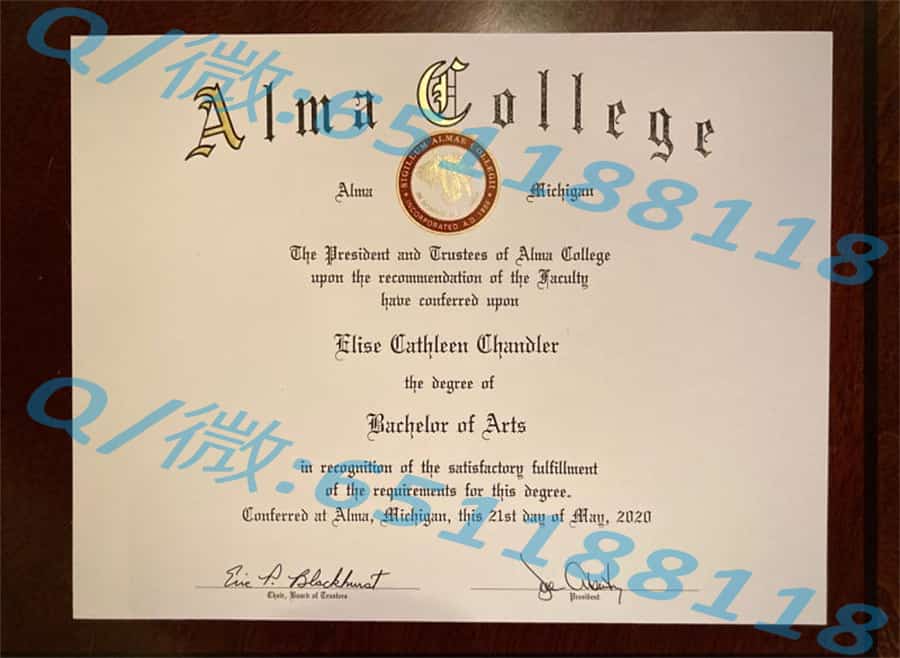 Alma College
SIGILLUM ALMAE COLLEGII
INCORPORATED A.D. 1886
Alma Michigan
The President and Trustees of Alma College
upon the recommendation of the Faculty
have conferred upon
Elise Cathleen Chandler
the degree of
Bachelor of Arts
in recognition of the satisfactory fulfillment
of the requirements for this degree.
Conferred at Alma, Michigan, this 21st day of May, 2020
Eric P. Blackhurst
Chair, Board of Trustees
President
Q/微:651188118
Q/微:651188118